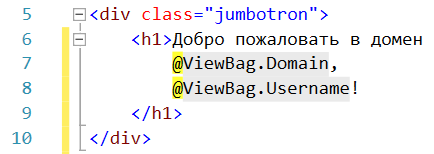 5 <div class="jumbotron">
6 <h1>Добро пожаловать в домен
7 @ViewBag.Domain,
8 @ViewBag.Username!
9 </h1>
10 </div>